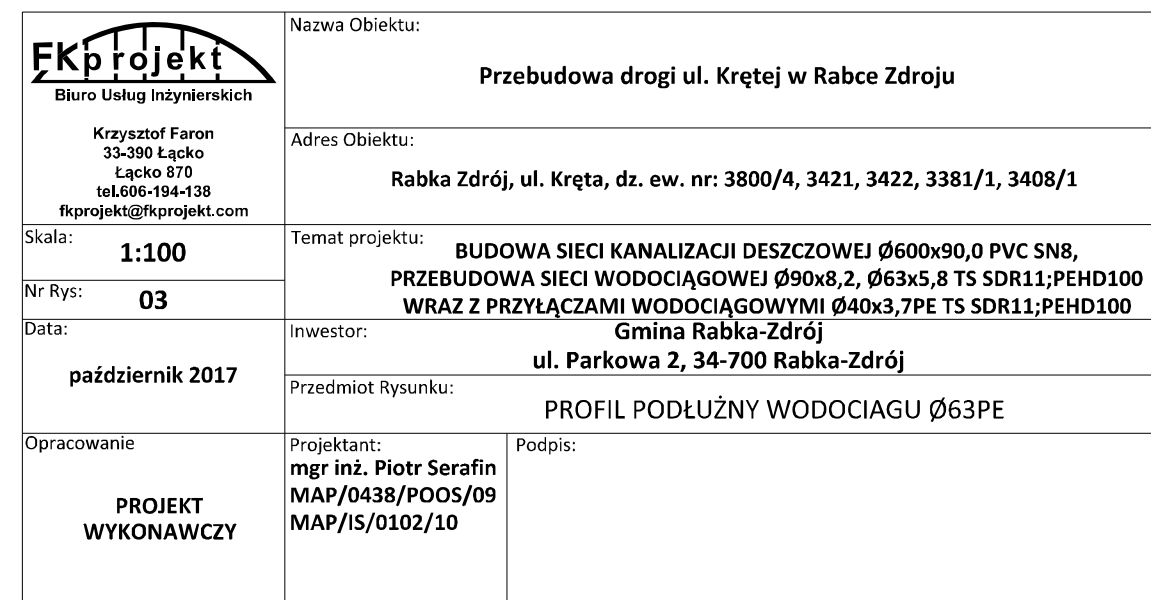 FKprojekt
Biuro Usług Inżynierskich
Krzysztof Faron
33-390 Łącko
Łącko 870
tel.606-194-138
fkprojekt@fkprojekt.com
Nazwa Obiektu:
Przebudowa drogi ul. Krętej w Rabce Zdroju
Adres Obiektu:
Rabka Zdrój, ul. Kręta, dz. ew. nr: 3800/4, 3421, 3422, 3381/1, 3408/1
Skala:
1:100
Nr Rys:
03
Temat projektu:
BUDOWA SIECI KANALIZACJI DESZCZOWEJ Ø600x90,0 PVC SN8,
PRZEBUDOWA SIECI WODOCIĄGOWEJ Ø90x8,2, Ø63x5,8 TS SDR11;PEHD100
WRAZ Z PRZYŁĄCZAMI WODOCIĄGOWYMI Ø40x3,7PE TS SDR11;PEHD100
Data:
październik 2017
Inwestor:
Gmina Rabka-Zdrój
ul. Parkowa 2, 34-700 Rabka-Zdrój
Przedmiot Rysunku:
PROFIL PODŁUŻNY WODOCIAGU Ø63PE
Opracowanie
PROJEKT
WYKONAWCZY
Projektant:
mgr inż. Piotr Serafin
MAP/0438/POOS/09
MAP/IS/0102/10
Podpis: